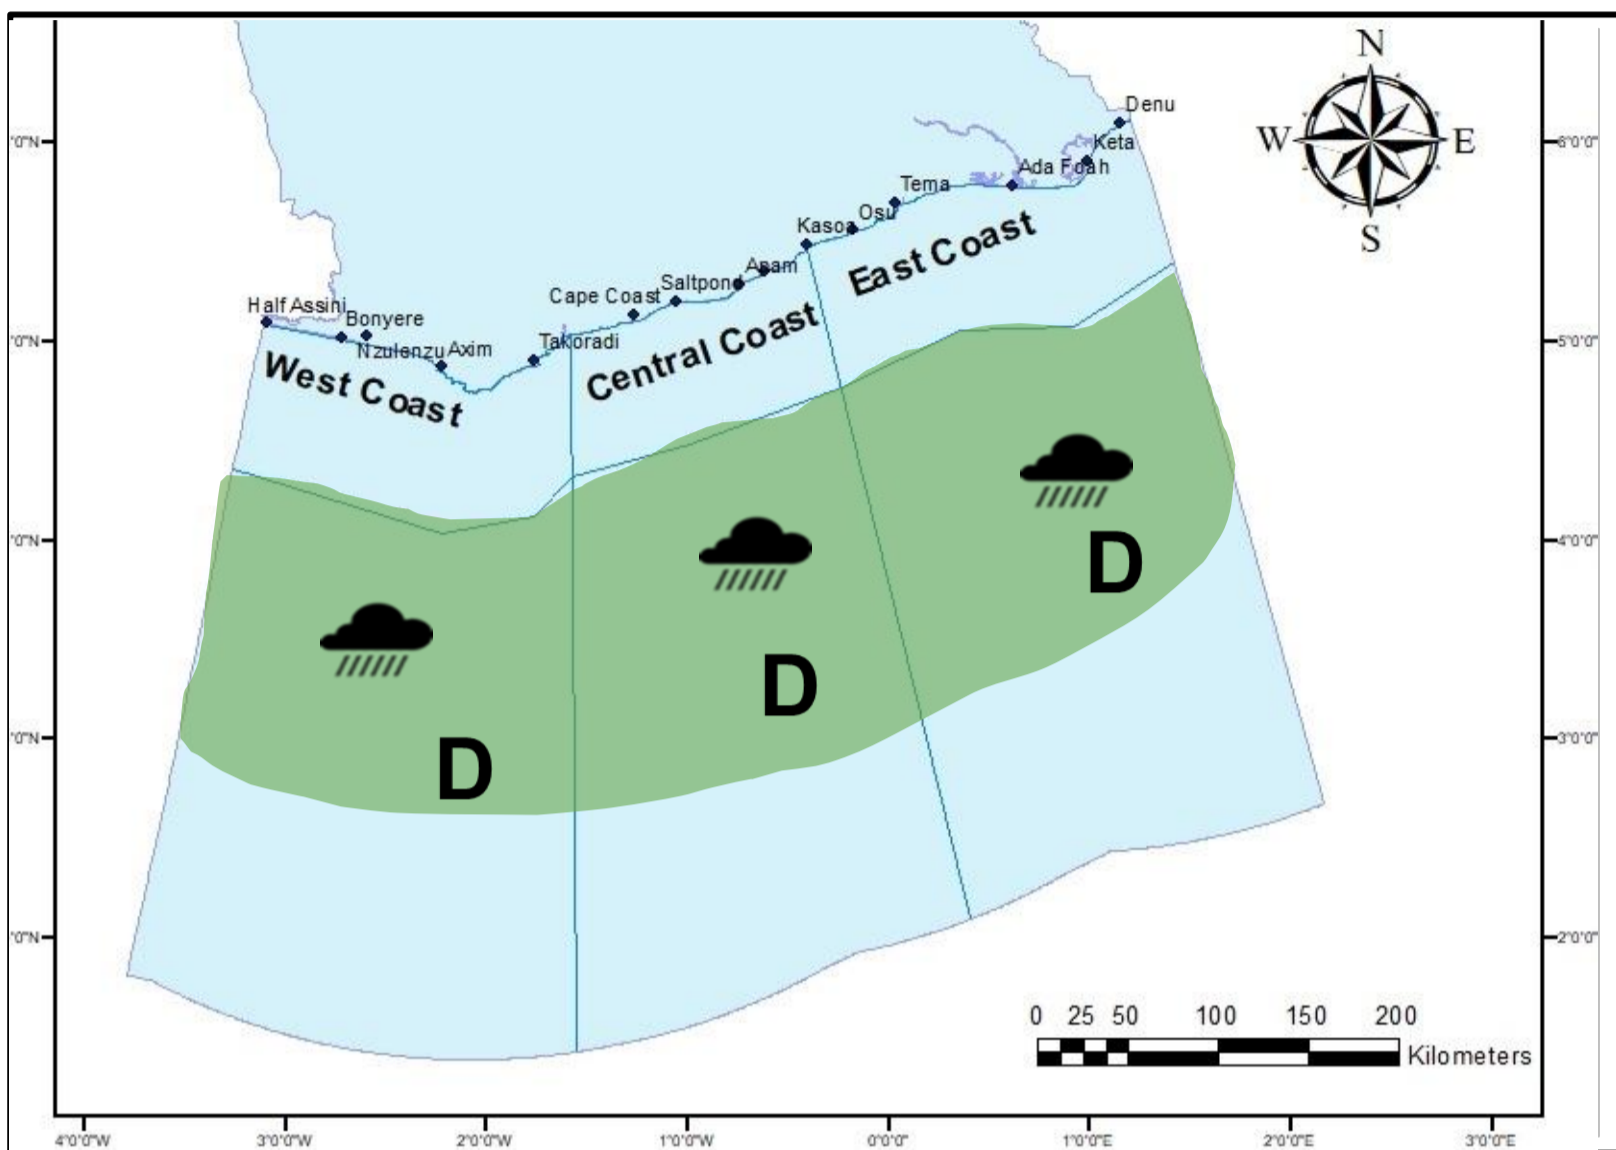 N
W
E
S
Denu
Keta
Ada Foah
Tema
Osu
Kasoa
East Coast
Apam
Saltpond
Cape Coast
Central Coast
Takoradi
Half Assini
Bonyere
Nzulenzu
Axim
West Coast
D
D
D
0 25 50 100 150 200
Kilometers
6°0'0"
5°0'0"
4°0'0"
3°0'0"
2°0'0"
4°0'0"W 3°0'0"W 2°0'0"W 1°0'0"W 0°0'0" 1°0'0"E 2°0'0"E 3°0'0"E